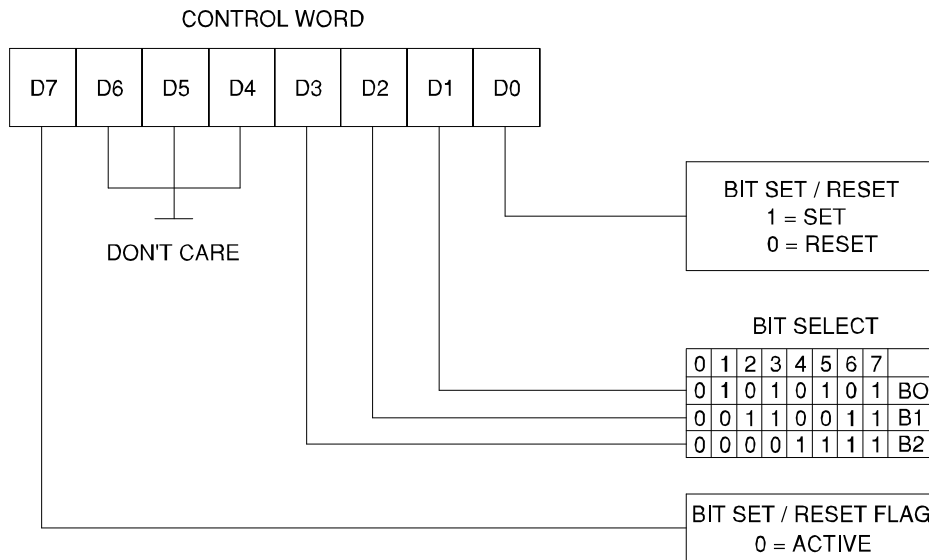 CONTROL WORD
D7 D6 D5 D4 D3 D2 D1 D0
BIT SET / RESET
1 = SET
0 = RESET
DON'T CARE
BIT SELECT
0 1 2 3 4 5 6 7
0 1 0 1 0 1 0 1 BO
0 0 1 1 0 0 1 1 B1
0 0 0 0 1 1 1 1 B2
BIT SET / RESET FLAG
0 = ACTIVE